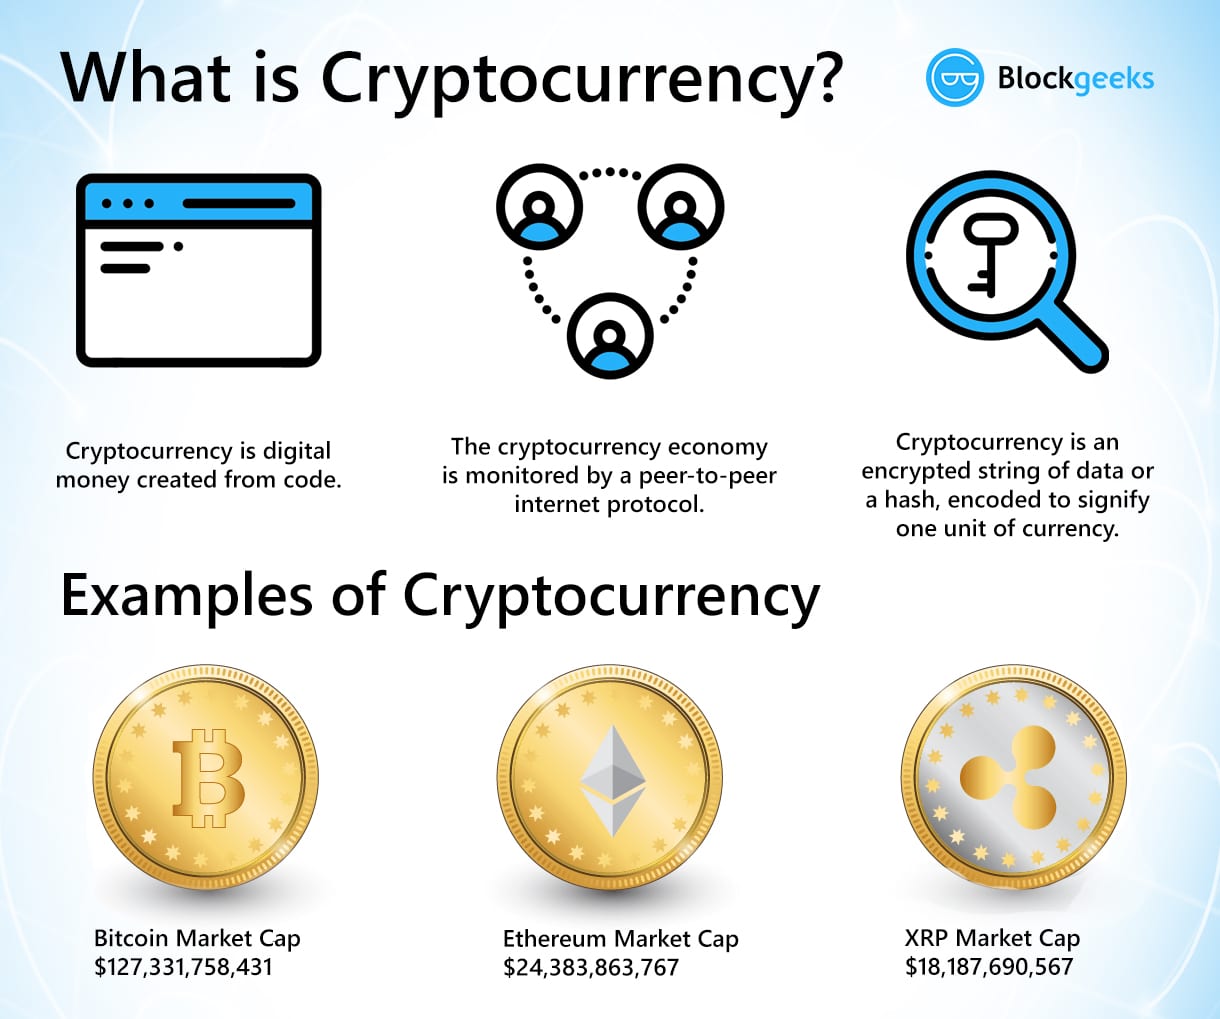 What is Cryptocurrency?
Blockgeeks
Cryptocurrency is digital
money created from code.
The cryptocurrency economy
is monitored by a peer-to-peer
internet protocol.
Cryptocurrency is an
encrypted string of data or
a hash, encoded to signify
one unit of currency.
Examples of Cryptocurrency
Bitcoin Market Cap
$127,331,758,431
Ethereum Market Cap
$24,383,863,767
XRP Market Cap
$18,187,690,567